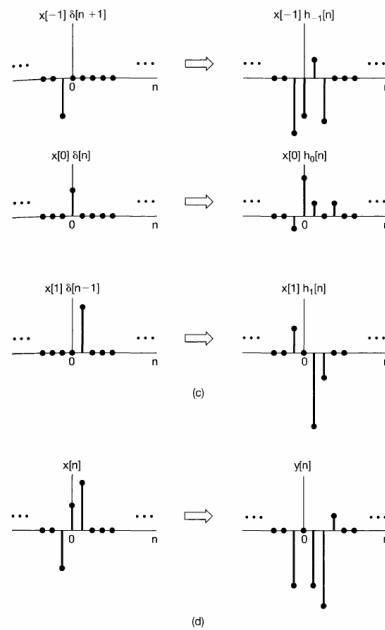 x[−1] δ[n + 1]
x[−1] h₋₁[n]
• • •
• • •
• • •
• • •
0
n
0
n
x[0] δ[n]
x[0] h₀[n]
• • •
• • •
• • •
• • •
0
n
0
n
x[1] δ[n−1]
x[1] h₁[n]
• • •
• • •
• • •
• • •
0
n
0
n
(c)
x[n]
y[n]
• • •
• • •
• • •
• • •
0
n
0
n
(d)